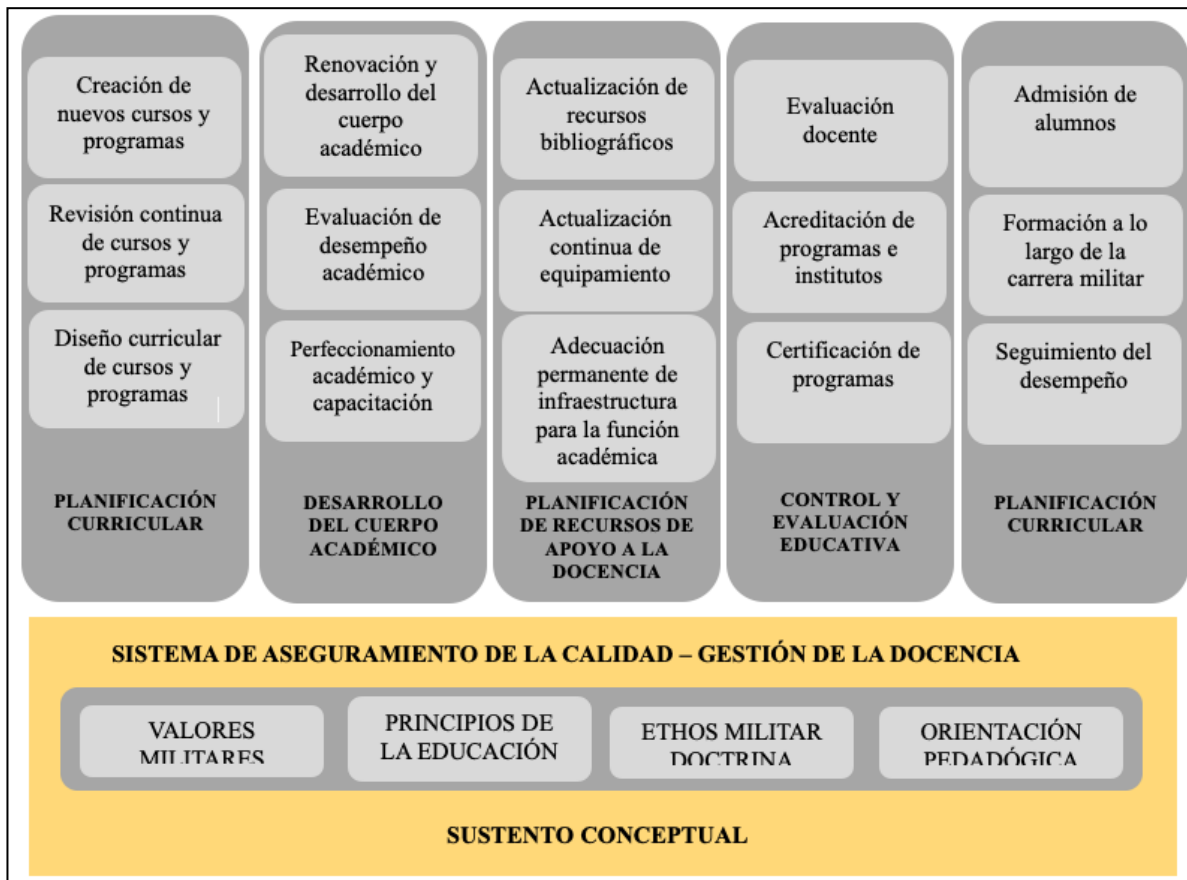 Creación de
nuevos cursos y
programas
Revisión continua
de cursos y
programas
Diseño curricular
de cursos y
programas
PLANIFICACIÓN
CURRICULAR
Renovación y
desarrollo del
cuerpo
académico
Evaluación de
desempeño
académico
Perfeccionamiento
académico y
capacitación
DESARROLLO
DEL CUERPO
ACADÉMICO
Actualización de
recursos
bibliográficos
Actualización
continua de
equipamiento
Adecuación
permanente de
infraestructura
para la función
académica
PLANIFICACIÓN
DE RECURSOS DE
APOYO A LA
DOCENCIA
Evaluación
docente
Acreditación de
programas e
institutos
Certificación de
programas
CONTROL Y
EVALUACIÓN
EDUCATIVA
Admisión de
alumnos
Formación a lo
largo de la
carrera militar
Seguimiento del
desempeño
PLANIFICACIÓN
CURRICULAR
SISTEMA DE ASEGURAMIENTO DE LA CALIDAD – GESTIÓN DE LA DOCENCIA
VALORES
MILITARES
PRINCIPIOS DE
LA EDUCACIÓN
ETHOS MILITAR
DOCTRINA
ORIENTACIÓN
PEDADÓGICA
SUSTENTO CONCEPTUAL